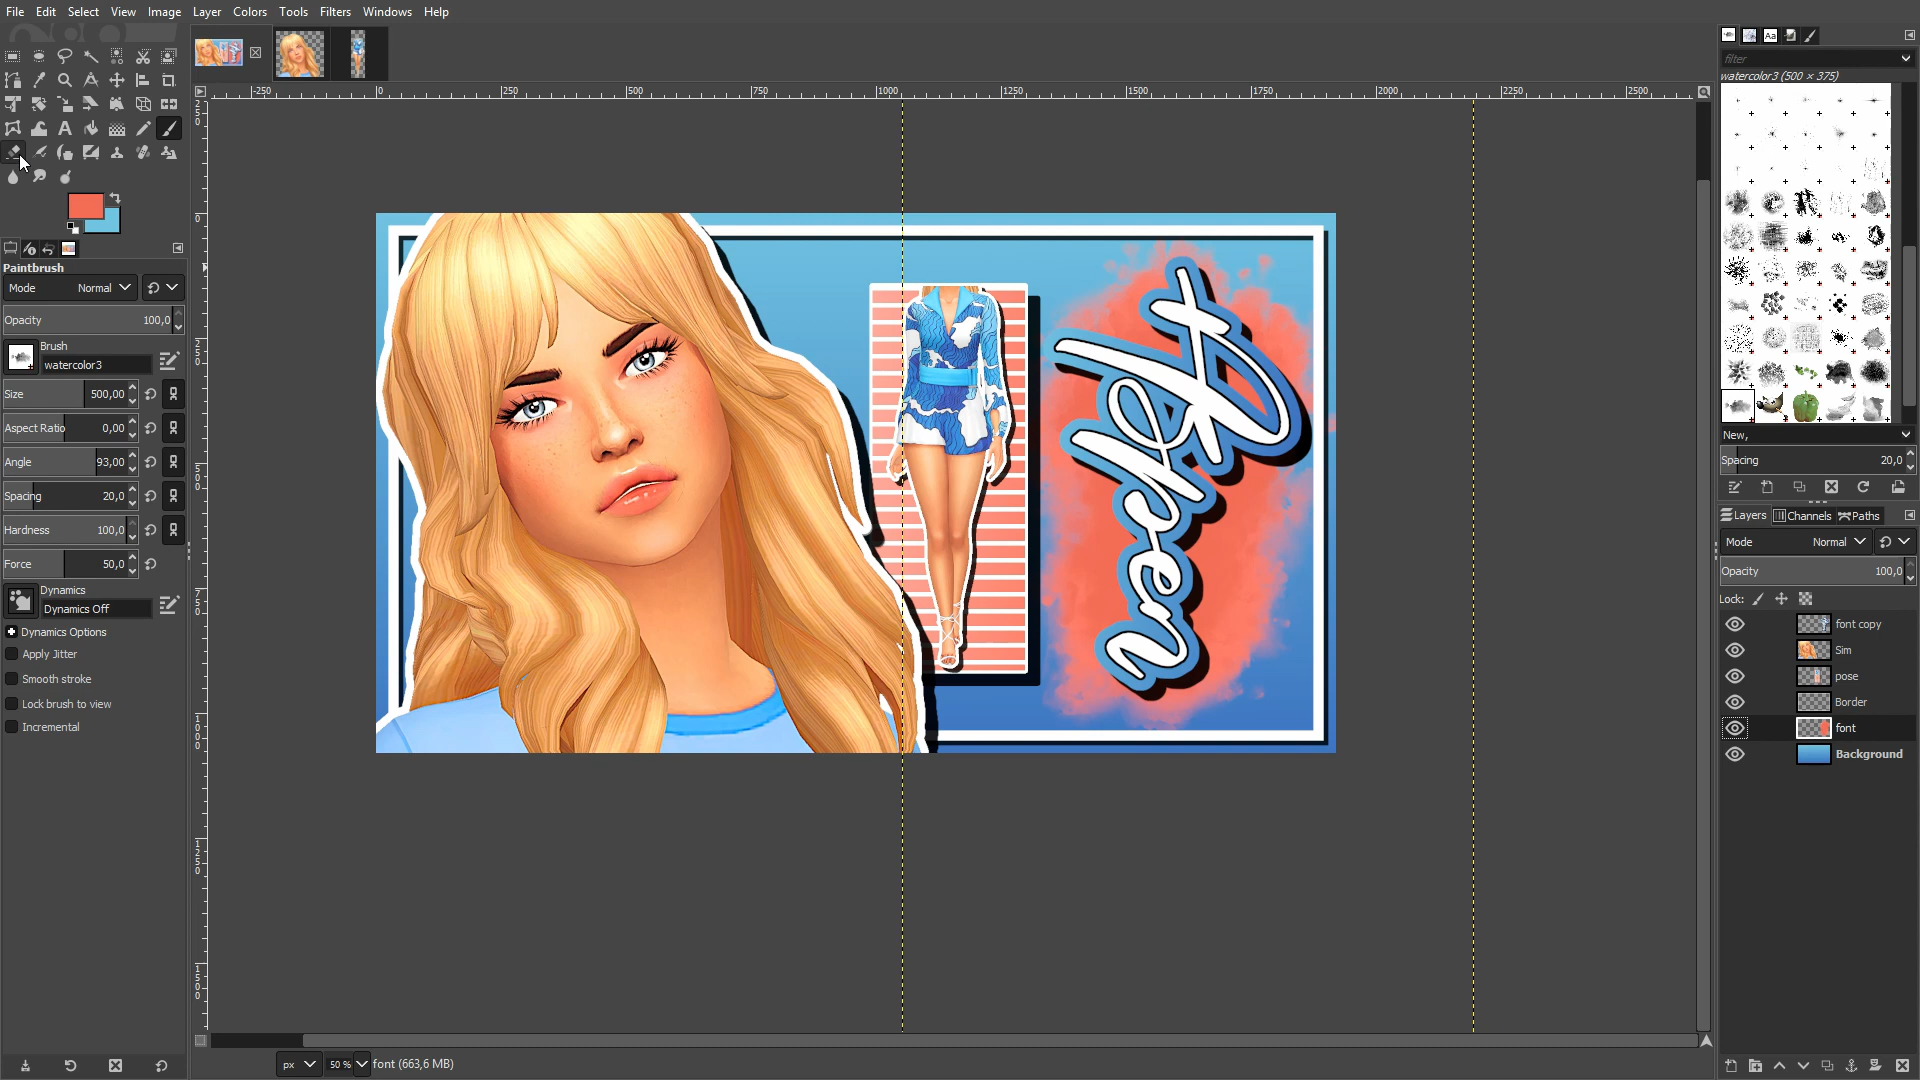 File Edit Select View Image Layer Colors Tools Filters Windows Help
filter
watercolor3 (500 × 375)
-250 0 250 500 750 1000 1250 1500 1750 2000 2250 2500
Paintbrush
Mode Normal
Opacity 100,0
Brush
watercolor3
Size 500,00
Aspect Ratio 0,00
Angle 93,00
Spacing 20,0
Hardness 100,0
Force 50,0
Dynamics
Dynamics Off
Dynamics Options
Apply Jitter
Smooth stroke
Lock brush to view
Incremental
New,
Spacing 20,0
Layers Channels Paths
Mode Normal
Opacity 100,0
Lock:
font copy
Sim
pose
Border
font
Background
px 50 % font (663,6 MB)